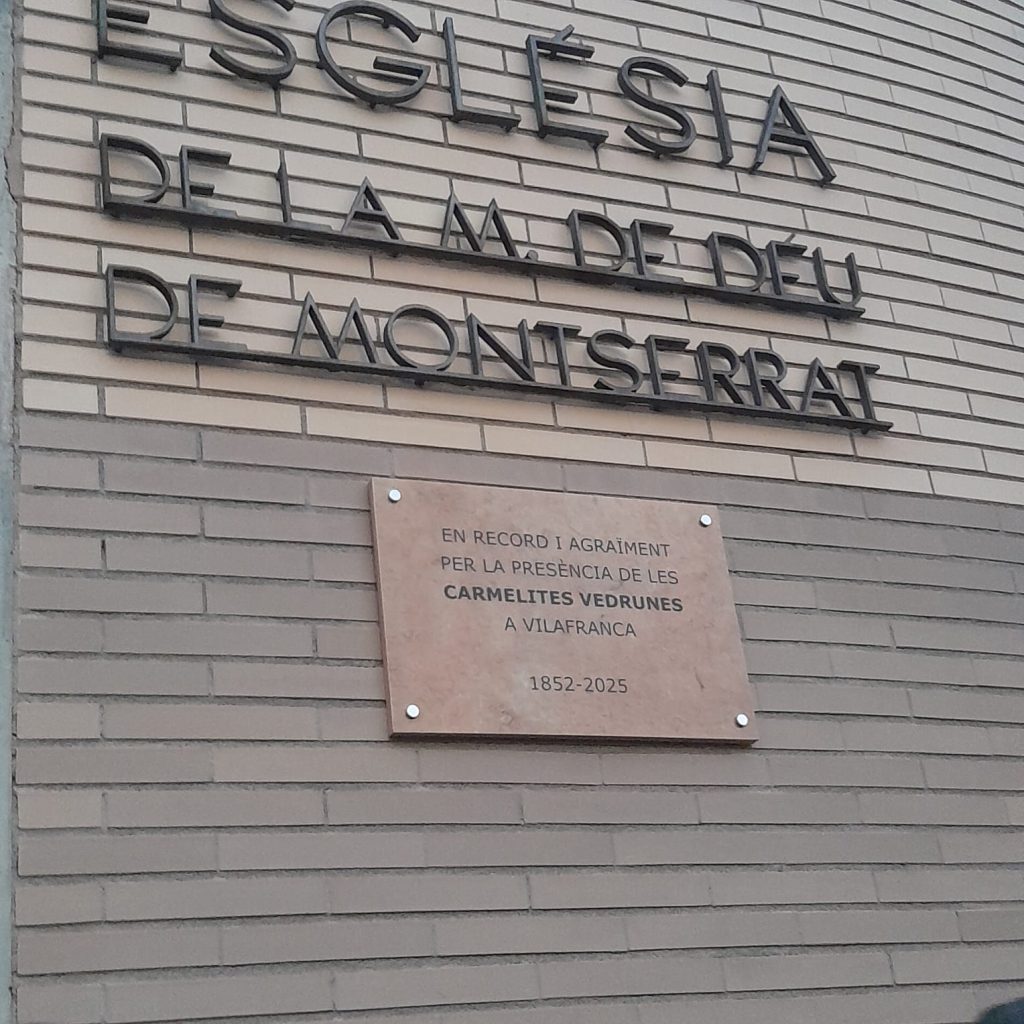 ESGLÉSIA
DE LA M. DE DÉU
DE MONTSERRAT
EN RECORD I AGRAÏMENT
PER LA PRESÈNCIA DE LES
CARMELITES VEDRUNES
A VILAFRANCA
1852-2025